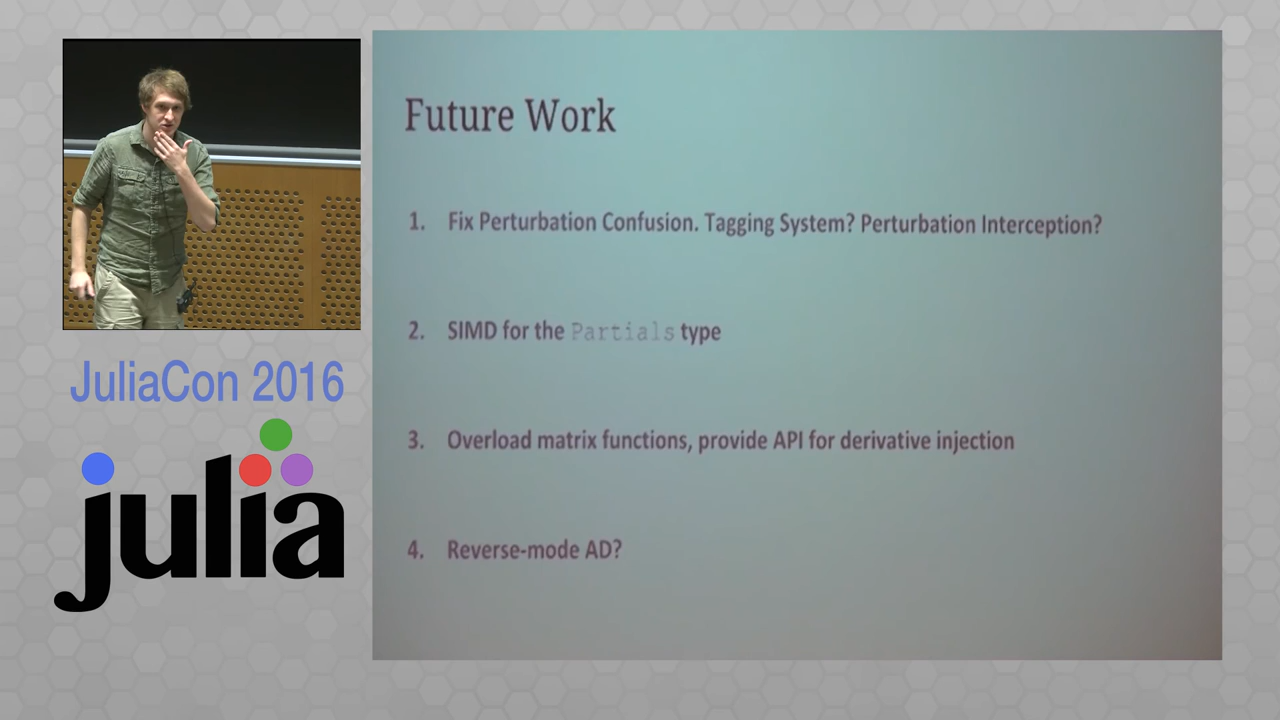 JuliaCon 2016
julia
Future Work
1. Fix Perturbation Confusion. Tagging System? Perturbation Interception?
2. SIMD for the Partials type
3. Overload matrix functions, provide API for derivative injection
4. Reverse-mode AD?